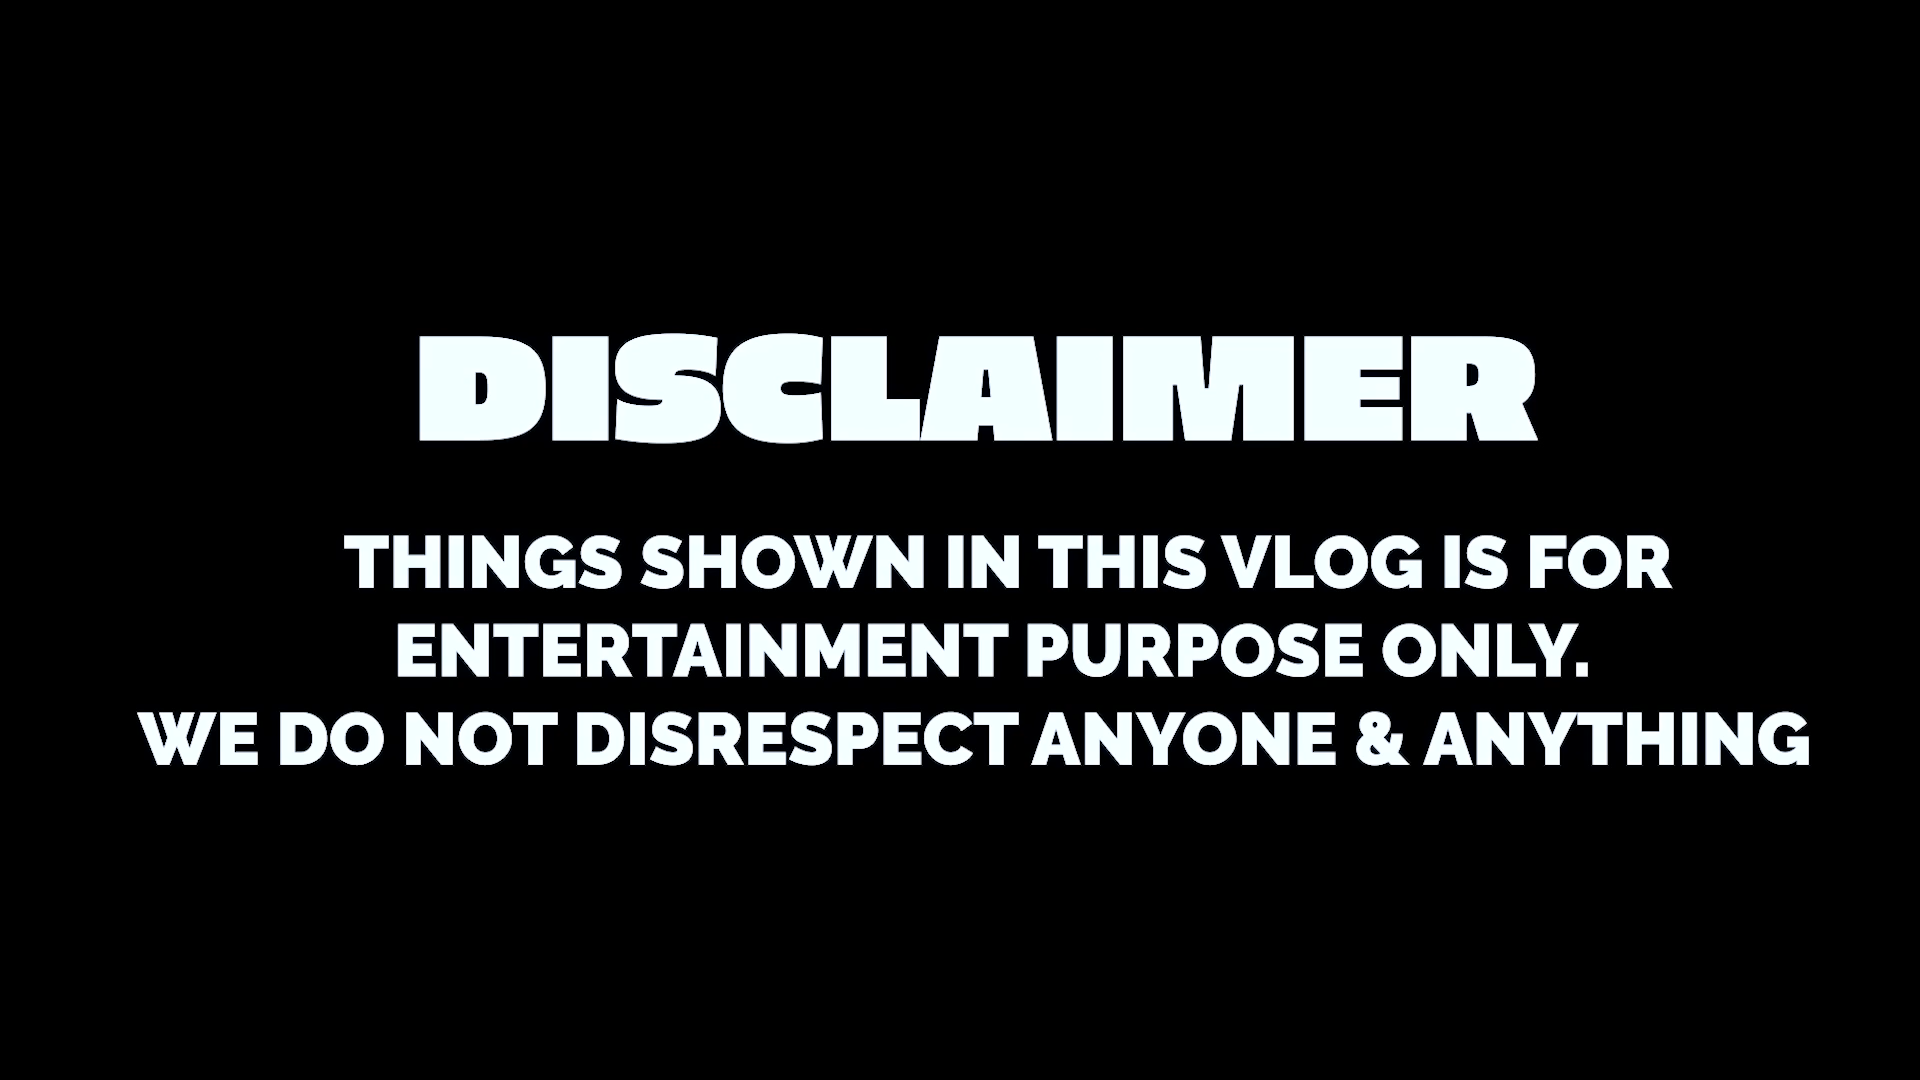 DISCLAIMER
THINGS SHOWN IN THIS VLOG IS FOR
ENTERTAINMENT PURPOSE ONLY.
WE DO NOT DISRESPECT ANYONE & ANYTHING